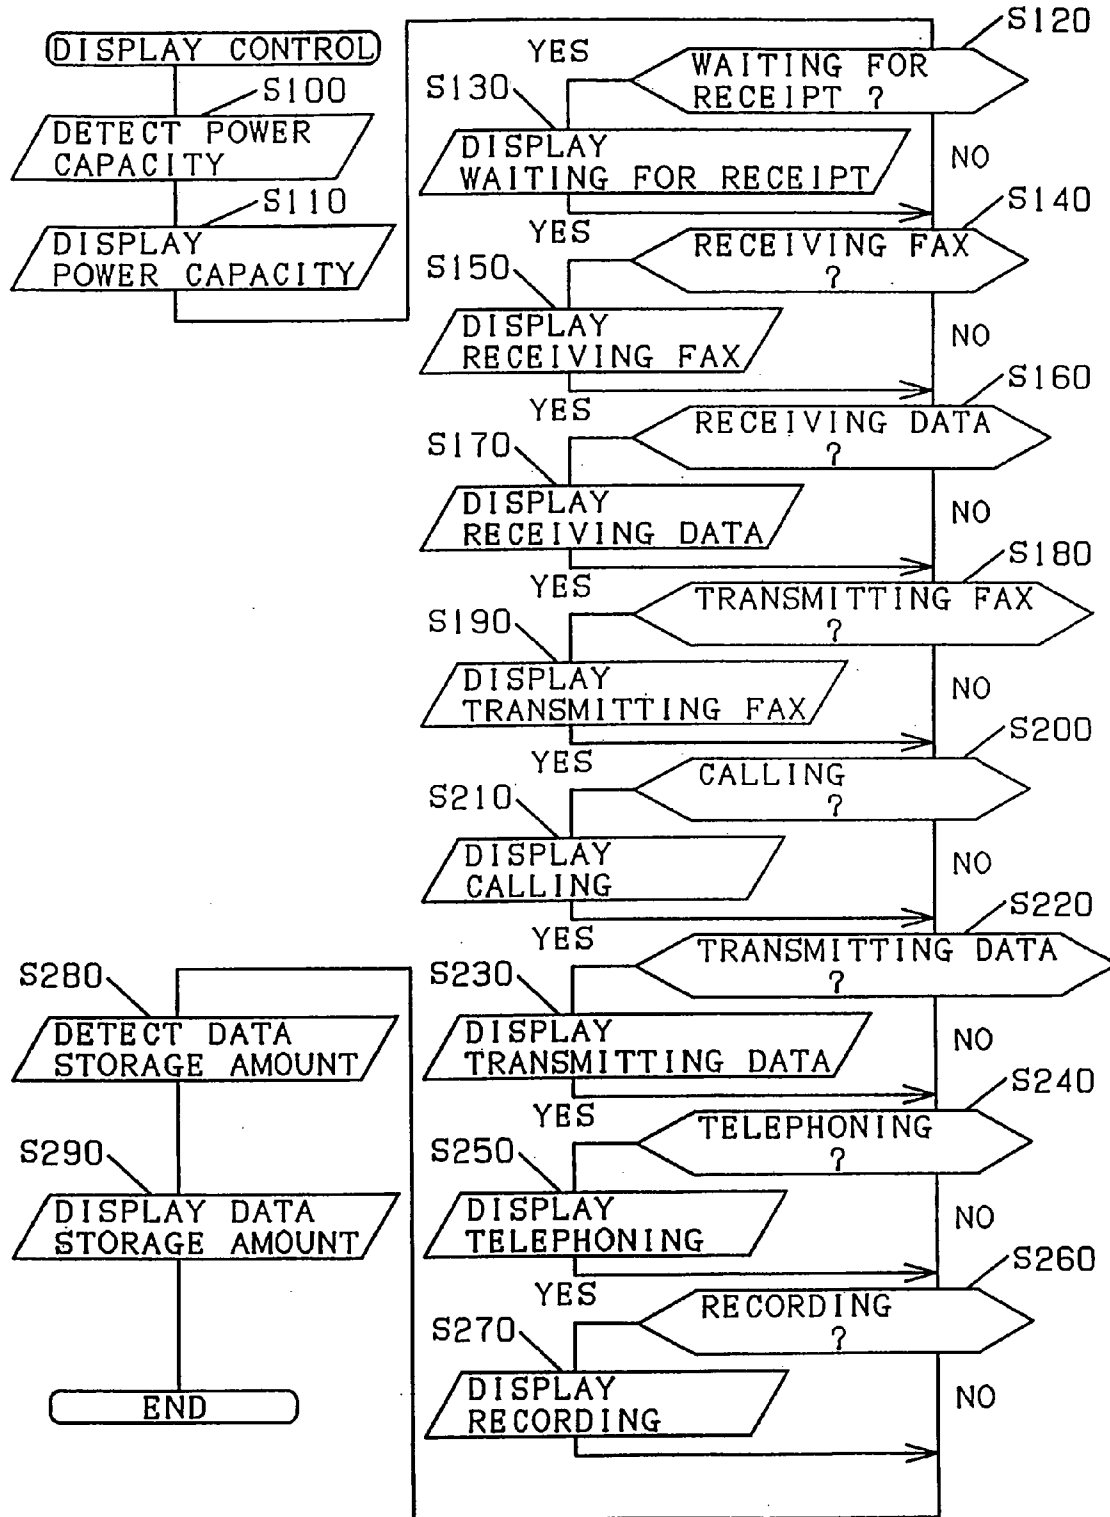 DISPLAY CONTROL
S100
DETECT POWER
CAPACITY
S110
DISPLAY
POWER CAPACITY
S120
WAITING FOR
RECEIPT ?
YES
S130
DISPLAY
WAITING FOR RECEIPT
NO
S140
RECEIVING FAX
?
YES
S150
DISPLAY
RECEIVING FAX
NO
S160
RECEIVING DATA
?
YES
S170
DISPLAY
RECEIVING DATA
NO
S180
TRANSMITTING FAX
?
YES
S190
DISPLAY
TRANSMITTING FAX
NO
S200
CALLING
?
YES
S210
DISPLAY
CALLING
NO
S220
TRANSMITTING DATA
?
YES
S230
DISPLAY
TRANSMITTING DATA
NO
S240
TELEPHONING
?
YES
S250
DISPLAY
TELEPHONING
NO
S260
RECORDING
?
YES
S270
DISPLAY
RECORDING
NO
S280
DETECT DATA
STORAGE AMOUNT
S290
DISPLAY DATA
STORAGE AMOUNT
END